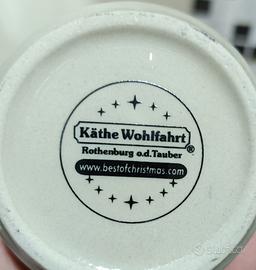 Käthe Wohlfahrt®
Rothenburg o.d.Tauber
www.bestofchristmas.com